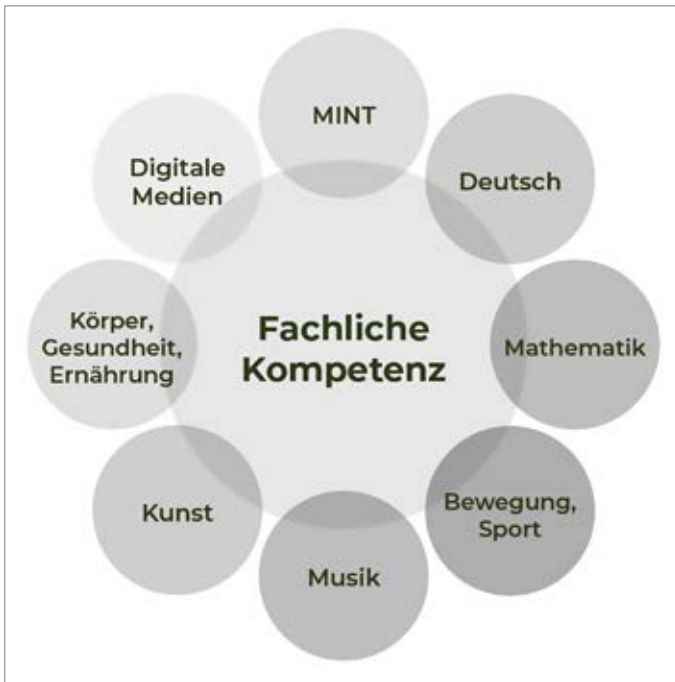 MINT
Deutsch
Mathematik
Bewegung,
Sport
Musik
Kunst
Körper,
Gesundheit,
Ernährung
Digitale
Medien
Fachliche
Kompetenz